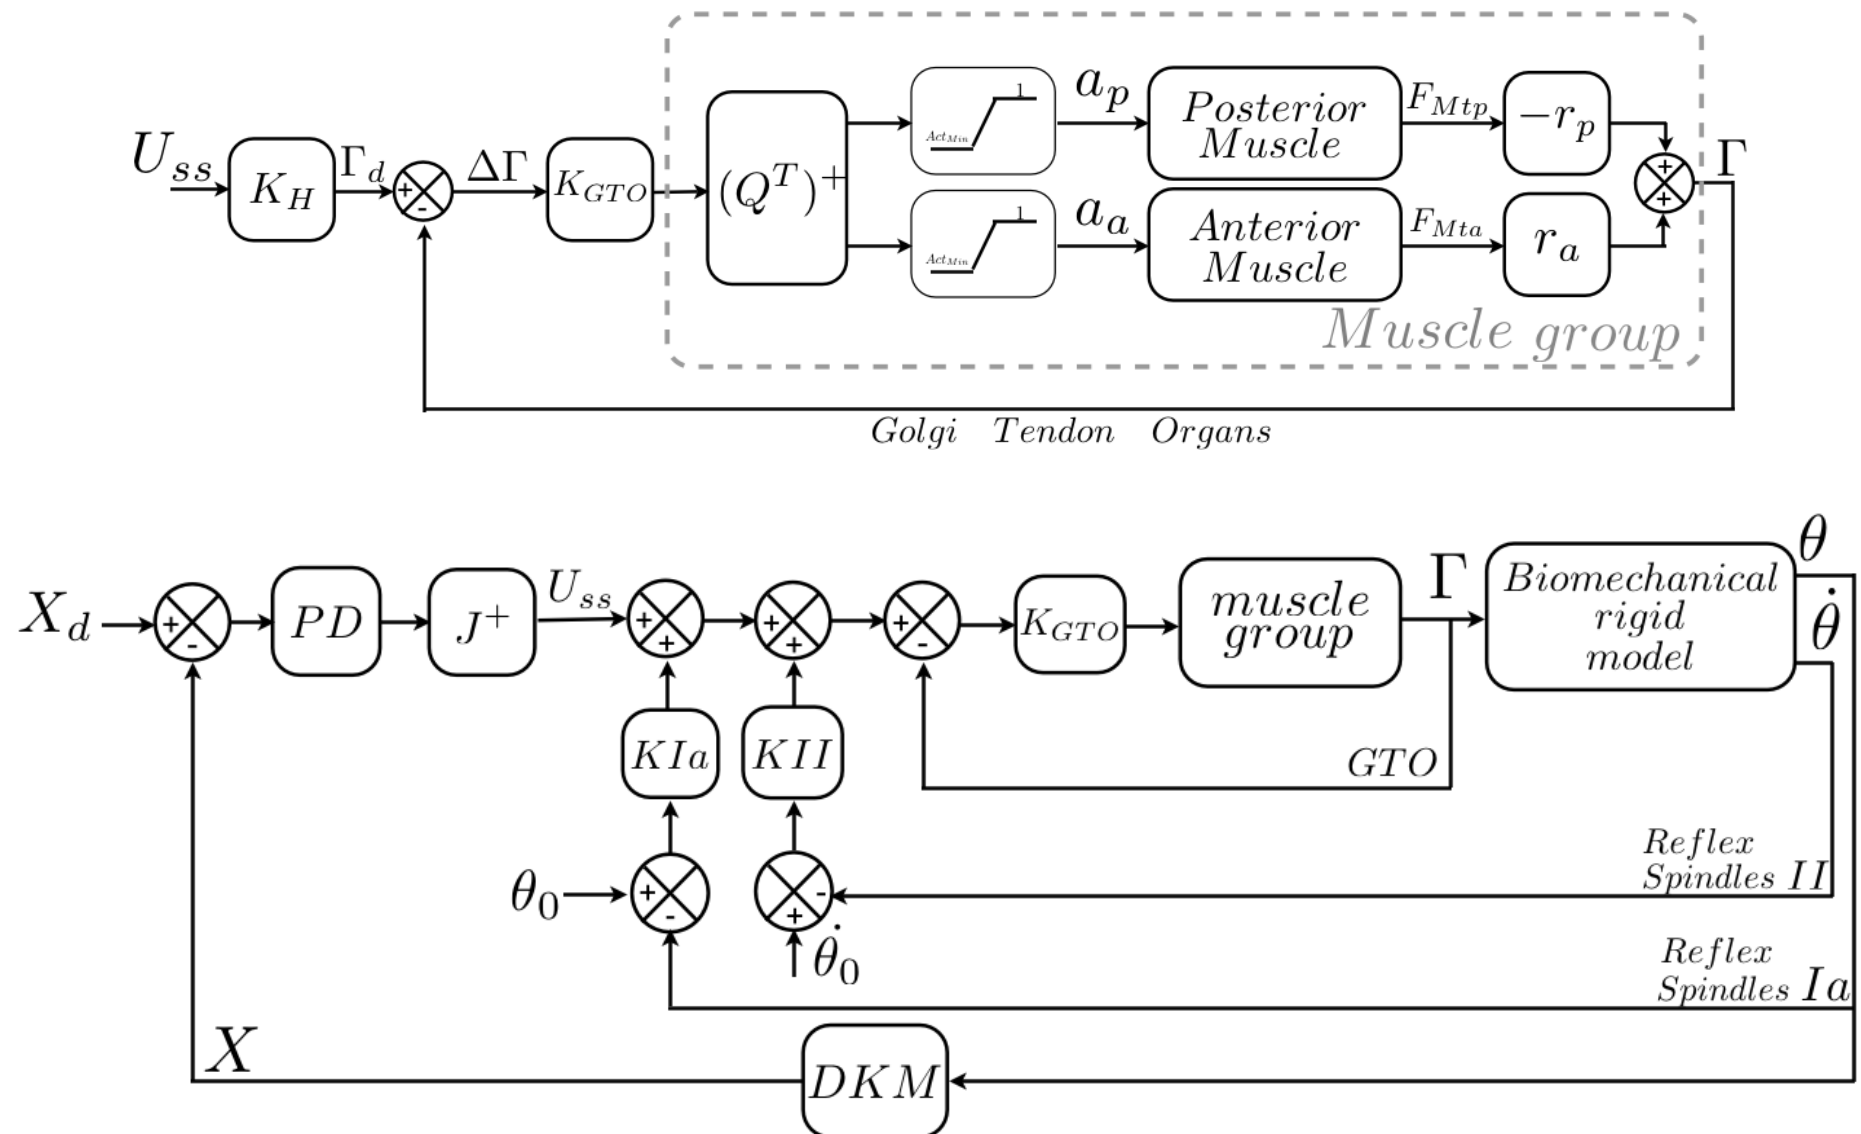 U_ss
K_H
Γ_d
+
-
ΔΓ
K_GTO
(Q^T)^+
1
Act_Min
a_p
Posterior
Muscle
F_Mtp
-r_p
1
Act_Min
a_a
Anterior
Muscle
F_Mta
r_a
+
+
Γ
Muscle group
Golgi Tendon Organs
X_d
+
-
PD
J^+
U_ss
+
+
+
+
+
-
K_GTO
muscle
group
Γ
Biomechanical
rigid
model
θ
θ̇
KIa
KII
GTO
Reflex
Spindles II
θ_0
+
-
-
+
θ̇_0
Reflex
Spindles Ia
X
DKM